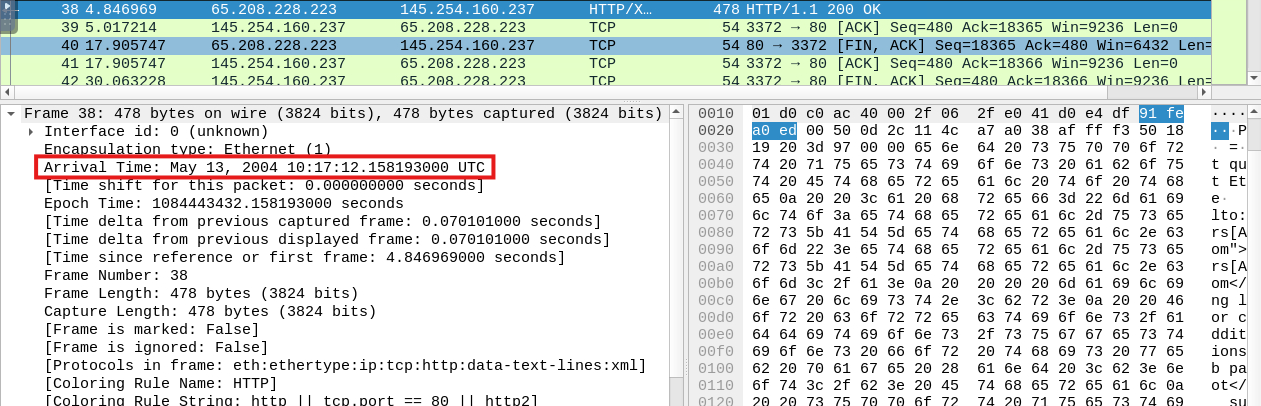 38 4.846969 65.208.228.223 145.254.160.237 HTTP/X… 478 HTTP/1.1 200 OK
39 5.017214 145.254.160.237 65.208.228.223 TCP 54 3372 → 80 [ACK] Seq=480 Ack=18365 Win=9236 Len=0
40 17.905747 65.208.228.223 145.254.160.237 TCP 54 80 → 3372 [FIN, ACK] Seq=18365 Ack=480 Win=6432 Len=
41 17.905747 145.254.160.237 65.208.228.223 TCP 54 3372 → 80 [ACK] Seq=480 Ack=18366 Win=9236 Len=0
42 30.063228 145.254.160.237 65.208.228.223 TCP 54 3372 → 80 [FIN, ACK] Seq=480 Ack=18366 Win=9236 Len=
Frame 38: 478 bytes on wire (3824 bits), 478 bytes captured (3824 bits)
Interface id: 0 (unknown)
Encapsulation type: Ethernet (1)
Arrival Time: May 13, 2004 10:17:12.158193000 UTC
[Time shift for this packet: 0.000000000 seconds]
Epoch Time: 1084443432.158193000 seconds
[Time delta from previous captured frame: 0.070101000 seconds]
[Time delta from previous displayed frame: 0.070101000 seconds]
[Time since reference or first frame: 4.846969000 seconds]
Frame Number: 38
Frame Length: 478 bytes (3824 bits)
Capture Length: 478 bytes (3824 bits)
[Frame is marked: False]
[Frame is ignored: False]
[Protocols in frame: eth:ethertype:ip:tcp:http:data-text-lines:xml]
[Coloring Rule Name: HTTP]
[Coloring Rule String: http || tcp.port == 80 || http2]
0010 01 d0 c0 ac 40 00 2f 06 2f e0 41 d0 e4 df 91 fe ····
0020 a0 ed 00 50 0d 2c 11 4c a7 a0 38 af ff f3 50 18 ···P
0030 19 20 3d 97 00 00 65 6e 64 20 73 75 70 70 6f 72 · =·
0040 74 20 71 75 65 73 74 69 6f 6e 73 20 61 62 6f 75 t qu
0050 74 20 45 74 68 65 72 65 61 6c 20 74 6f 20 74 68 t Et
0060 65 0a 20 20 3c 61 20 68 72 65 66 3d 22 6d 61 69 e·
0070 6c 74 6f 3a 65 74 68 65 72 65 61 6c 2d 75 73 65 lto:
0080 72 73 5b 41 54 5d 65 74 68 65 72 65 61 6c 2e 63 rs[A
0090 6f 6d 22 3e 65 74 68 65 72 65 61 6c 2d 75 73 65 om">
00a0 72 73 5b 41 54 5d 65 74 68 65 72 65 61 6c 2e 63 rs[A
00b0 6f 6d 3c 2f 61 3e 0a 20 20 20 20 6d 61 69 6c 69 om</
00c0 6e 67 20 6c 69 73 74 2e 3c 62 72 3e 0a 20 20 46 ng l
00d0 6f 72 20 63 6f 72 72 65 63 74 69 6f 6e 73 2f 61 or c
00e0 64 64 69 74 69 6f 6e 73 2f 73 75 67 67 65 73 74 ddit
00f0 69 6f 6e 73 20 66 6f 72 20 74 68 69 73 20 77 65 ions
0100 62 20 70 61 67 65 20 28 61 6e 64 20 3c 62 3e 6e b pa
0110 6f 74 3c 2f 62 3e 20 45 74 68 65 72 65 61 6c 0a ot</
0120 20 20 73 75 70 70 6f 72 74 20 71 75 65 73 74 69 su